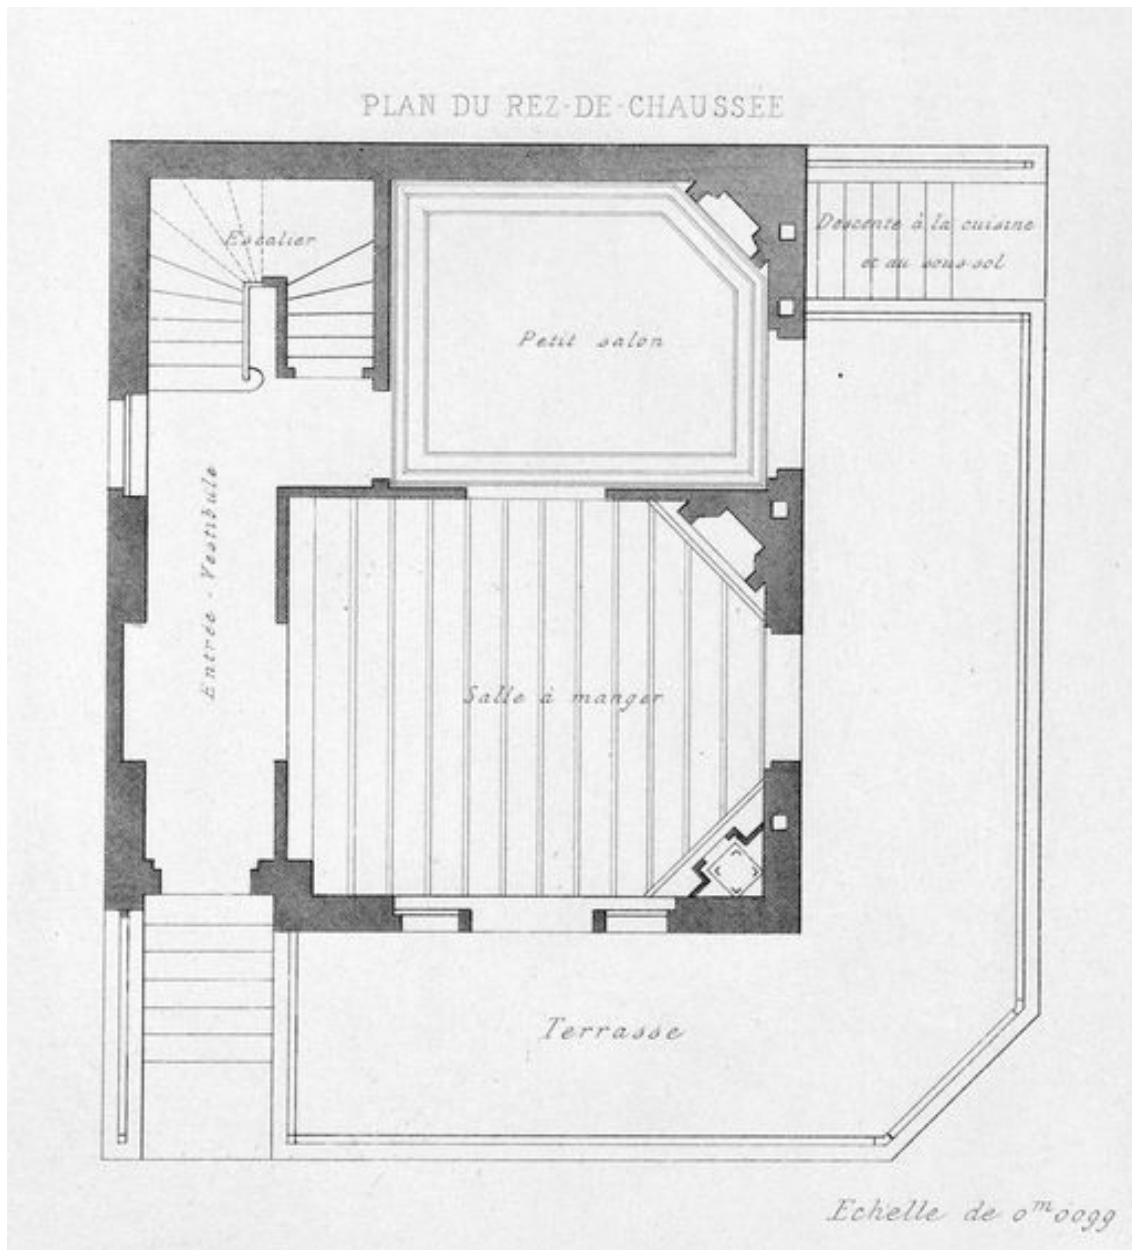 PLAN DU REZ-DE-CHAUSSÉE
Escalier
Descente à la cuisine
et au sous-sol
Petit salon
Entrée - Vestibule
Salle à manger
Terrasse
Echelle de 0ᵐ0099